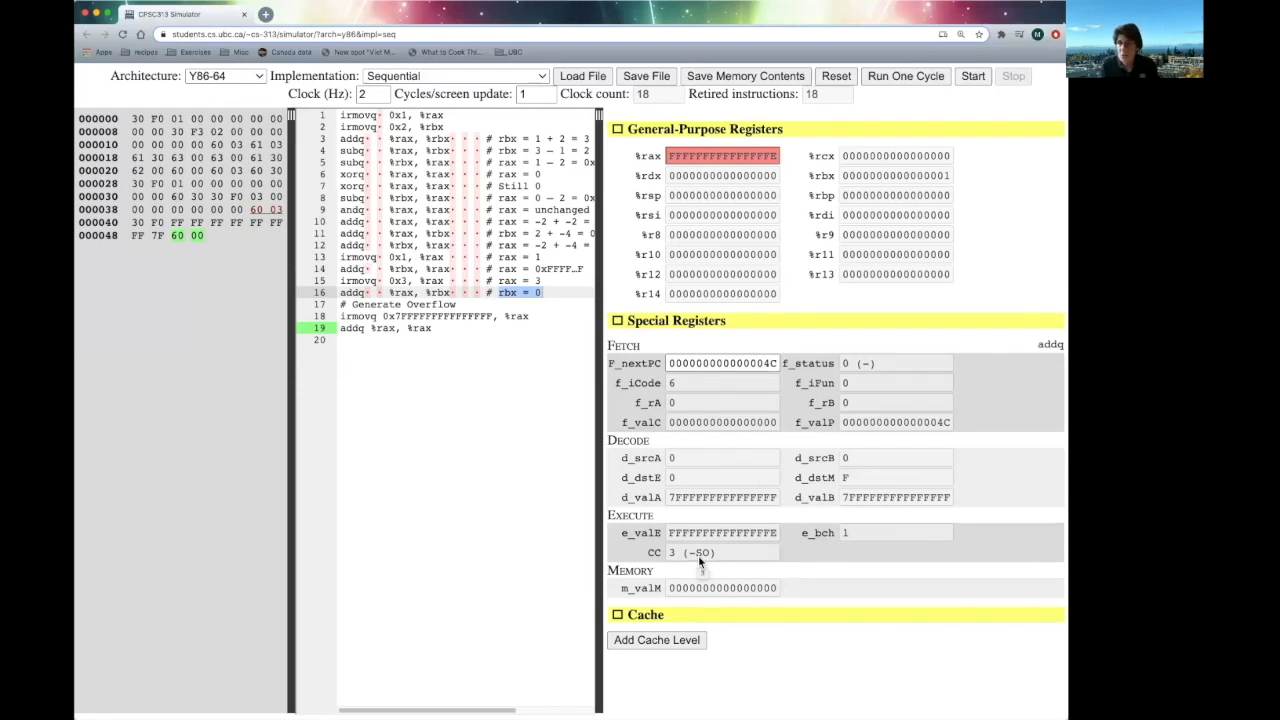 CPSC313 Simulator
students.cs.ubc.ca/~cs-313/simulator/?arch=y86&impl=seq
Apps recipes Exercises Misc Canada data New spot "Viet M… What to Cook Thi… _UBC
Architecture: Y86-64 Implementation: Sequential Load File Save File Save Memory Contents Reset Run One Cycle Start Stop
Clock (Hz): 2 Cycles/screen update: 1 Clock count: 18 Retired instructions: 18
000000 30 F0 01 00 00 00 00 00
000008 00 00 30 F3 02 00 00 00
000010 00 00 00 00 60 03 61 03
000018 61 30 63 00 63 00 61 30
000020 62 00 60 00 60 03 60 30
000028 30 F0 01 00 00 00 00 00
000030 00 00 60 30 30 F0 03 00
000038 00 00 00 00 00 00 60 03
000040 30 F0 FF FF FF FF FF FF
000048 FF 7F 60 00
1 irmovq· 0x1, %rax
2 irmovq· 0x2, %rbx
3 addq· · %rax, %rbx· · · # rbx = 1 + 2 = 3
4 subq· · %rax, %rbx· · · # rbx = 3 – 1 = 2
5 subq· · %rbx, %rax· · · # rax = 1 – 2 = 0x
6 xorq· · %rax, %rax· · · # rax = 0
7 xorq· · %rax, %rax· · · # Still 0
8 subq· · %rbx, %rax· · · # rax = 0 – 2 = 0x
9 andq· · %rax, %rax· · · # rax = unchanged
10 addq· · %rax, %rax· · · # rax = -2 + -2 =
11 addq· · %rax, %rbx· · · # rbx = 2 + -4 =
12 addq· · %rbx, %rax· · · # rax = -2 + -4 =
13 irmovq· 0x1, %rax · · · # rax = 1
14 addq· · %rbx, %rax· · · # rax = 0xFFFF…F
15 irmovq· 0x3, %rax · · · # rax = 3
16 addq· · %rax, %rbx· · · # rbx = 0
17 # Generate Overflow
18 irmovq 0x7FFFFFFFFFFFFFFF, %rax
19 addq %rax, %rax
20
General-Purpose Registers
%rax FFFFFFFFFFFFFFFE %rcx 0000000000000000
%rdx 0000000000000000 %rbx 0000000000000001
%rsp 0000000000000000 %rbp 0000000000000000
%rsi 0000000000000000 %rdi 0000000000000000
%r8 0000000000000000 %r9 0000000000000000
%r10 0000000000000000 %r11 0000000000000000
%r12 0000000000000000 %r13 0000000000000000
%r14 0000000000000000
Special Registers
FETCH addq
F_nextPC 000000000000004C f_status 0 (-)
f_iCode 6 f_iFun 0
f_rA 0 f_rB 0
f_valC 0000000000000000 f_valP 000000000000004C
DECODE
d_srcA 0 d_srcB 0
d_dstE 0 d_dstM F
d_valA 7FFFFFFFFFFFFFFF d_valB 7FFFFFFFFFFFFFFF
EXECUTE
e_valE FFFFFFFFFFFFFFFE e_bch 1
CC 3 (-SO)
3
MEMORY
m_valM 0000000000000000
Cache
Add Cache Level